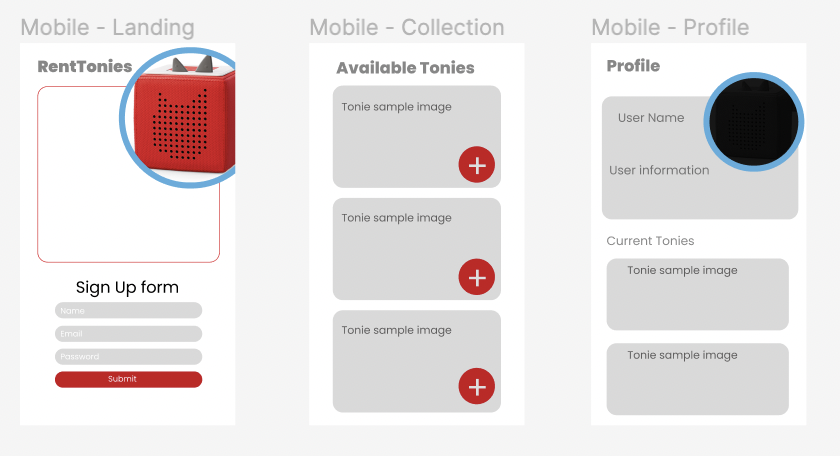 Mobile - Landing
RentTonies
Sign Up form
Name
Email
Password
Submit
Mobile - Collection
Available Tonies
Tonie sample image
+
Tonie sample image
+
Tonie sample image
+
Mobile - Profile
Profile
User Name
User information
Current Tonies
Tonie sample image
Tonie sample image